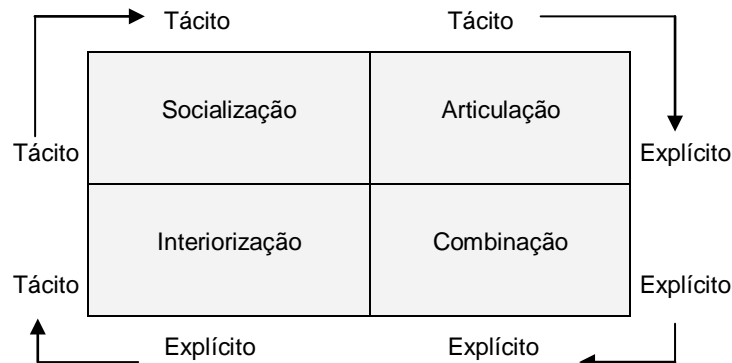 Tácito Tácito
Socialização Articulação
Tácito Explícito
Interiorização Combinação
Tácito Explícito
Explícito Explícito